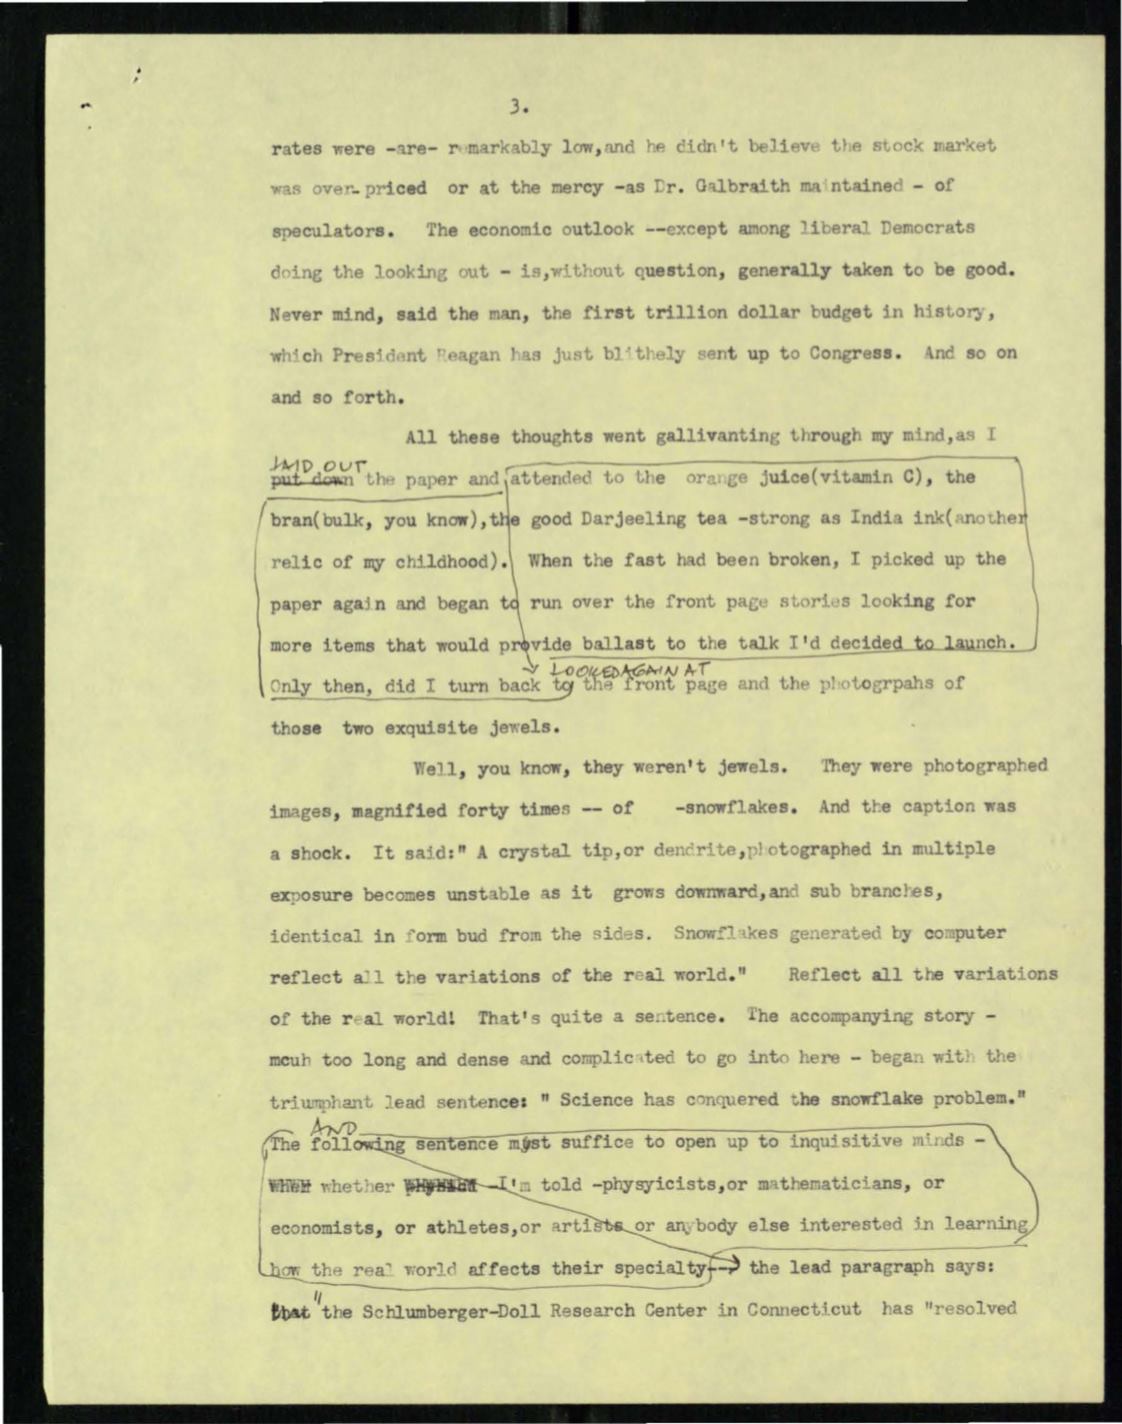 3.
rates were -are- remarkably low,and he didn't believe the stock market
was over-priced or at the mercy -as Dr. Galbraith maintained - of
speculators. The economic outlook --except among liberal Democrats
doing the looking out - is,without question, generally taken to be good.
Never mind, said the man, the first trillion dollar budget in history,
which President Reagan has just blithely sent up to Congress. And so on
and so forth.
All these thoughts went gallivanting through my mind,as I
LAID OUT
put down the paper and attended to the orange juice(vitamin C), the
bran(bulk, you know),the good Darjeeling tea -strong as India ink(another
relic of my childhood). When the fast had been broken, I picked up the
paper again and began to run over the front page stories looking for
more items that would provide ballast to the talk I'd decided to launch.
LOOKED AGAIN AT
Only then, did I turn back to the front page and the photogrpahs of
those two exquisite jewels.
Well, you know, they weren't jewels. They were photographed
images, magnified forty times -- of -snowflakes. And the caption was
a shock. It said:" A crystal tip,or dendrite,photographed in multiple
exposure becomes unstable as it grows downward,and sub branches,
identical in form bud from the sides. Snowflakes generated by computer
reflect all the variations of the real world." Reflect all the variations
of the real world! That's quite a sentence. The accompanying story -
mcuh too long and dense and complicated to go into here - began with the
triumphant lead sentence: " Science has conquered the snowflake problem."
AND
The following sentence must suffice to open up to inquisitive minds -
whether -I'm told -physyicists,or mathematicians, or
economists, or athletes,or artists or anybody else interested in learning
how the real world affects their specialty--> the lead paragraph says:
that "the Schlumberger-Doll Research Center in Connecticut has "resolved